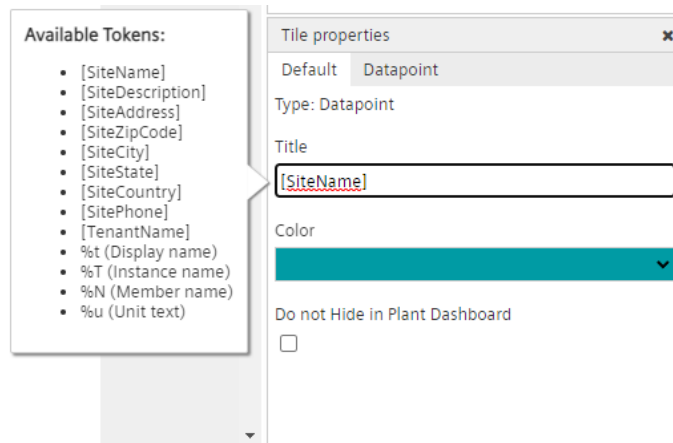 Available Tokens:
[SiteName]
[SiteDescription]
[SiteAddress]
[SiteZipCode]
[SiteCity]
[SiteState]
[SiteCountry]
[SitePhone]
[TenantName]
%t (Display name)
%T (Instance name)
%N (Member name)
%u (Unit text)
Tile properties
Default Datapoint
Type: Datapoint
Title
[SiteName]
Color
Do not Hide in Plant Dashboard